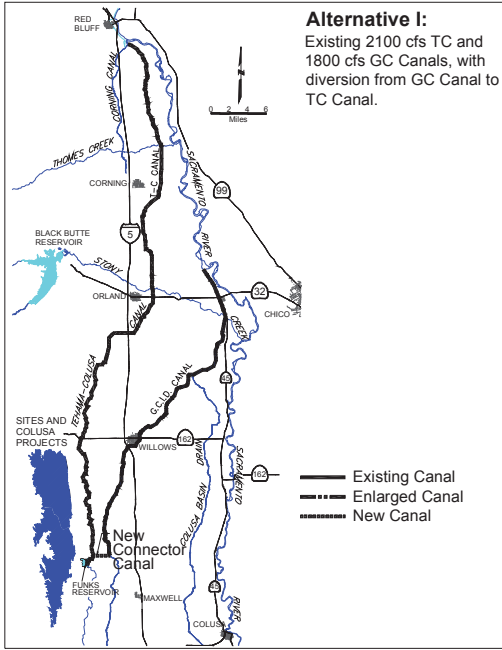 Alternative I:
Existing 2100 cfs TC and
1800 cfs GC Canals, with
diversion from GC Canal to
TC Canal.
RED
BLUFF
N
0 2 4 6
Miles
CORNING CANAL
THOMES CREEK
T-C CANAL
SACRAMENTO
RIVER
CORNING
99
5
BLACK BUTTE
RESERVOIR
STONY
CREEK
ORLAND
32
CHICO
CANAL
TEHAMA-COLUSA
G.C.I.D. CANAL
45
SITES AND
COLUSA
PROJECTS
WILLOWS
162
DRAIN
COLUSA BASIN
SACRAMENTO
RIVER
162
Existing Canal
Enlarged Canal
New Canal
New
Connector
Canal
FUNKS
RESERVOIR
MAXWELL
45
COLUSA